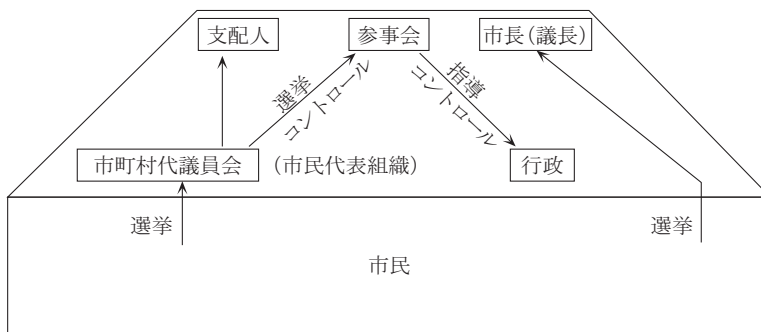 支配人
参事会
市長(議長)
選挙
コントロール
指導
コントロール
市町村代議員会
(市民代表組織)
行政
選挙
選挙
市民